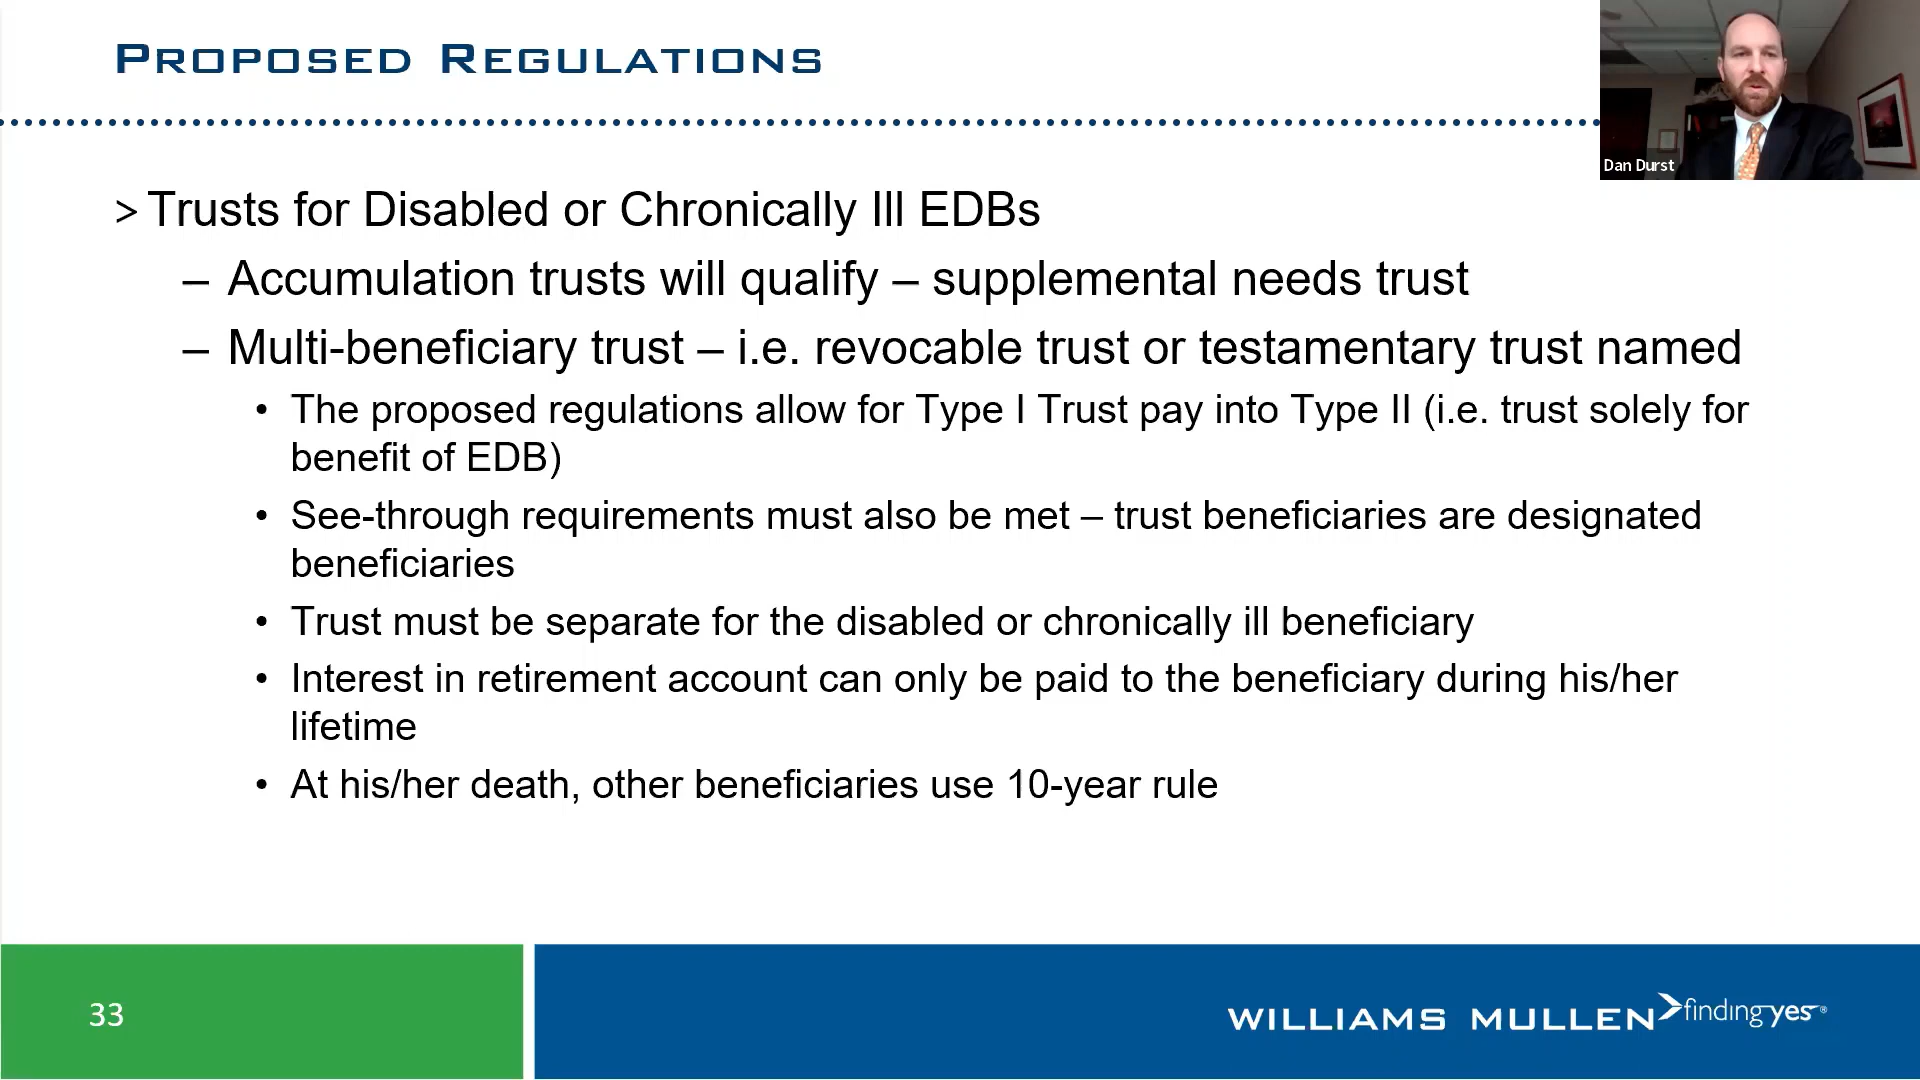 PROPOSED REGULATIONS
Dan Durst
> Trusts for Disabled or Chronically Ill EDBs
– Accumulation trusts will qualify – supplemental needs trust
– Multi-beneficiary trust – i.e. revocable trust or testamentary trust named
• The proposed regulations allow for Type I Trust pay into Type II (i.e. trust solely for
benefit of EDB)
• See-through requirements must also be met – trust beneficiaries are designated
beneficiaries
• Trust must be separate for the disabled or chronically ill beneficiary
• Interest in retirement account can only be paid to the beneficiary during his/her
lifetime
• At his/her death, other beneficiaries use 10-year rule
33
WILLIAMS MULLEN finding yes®